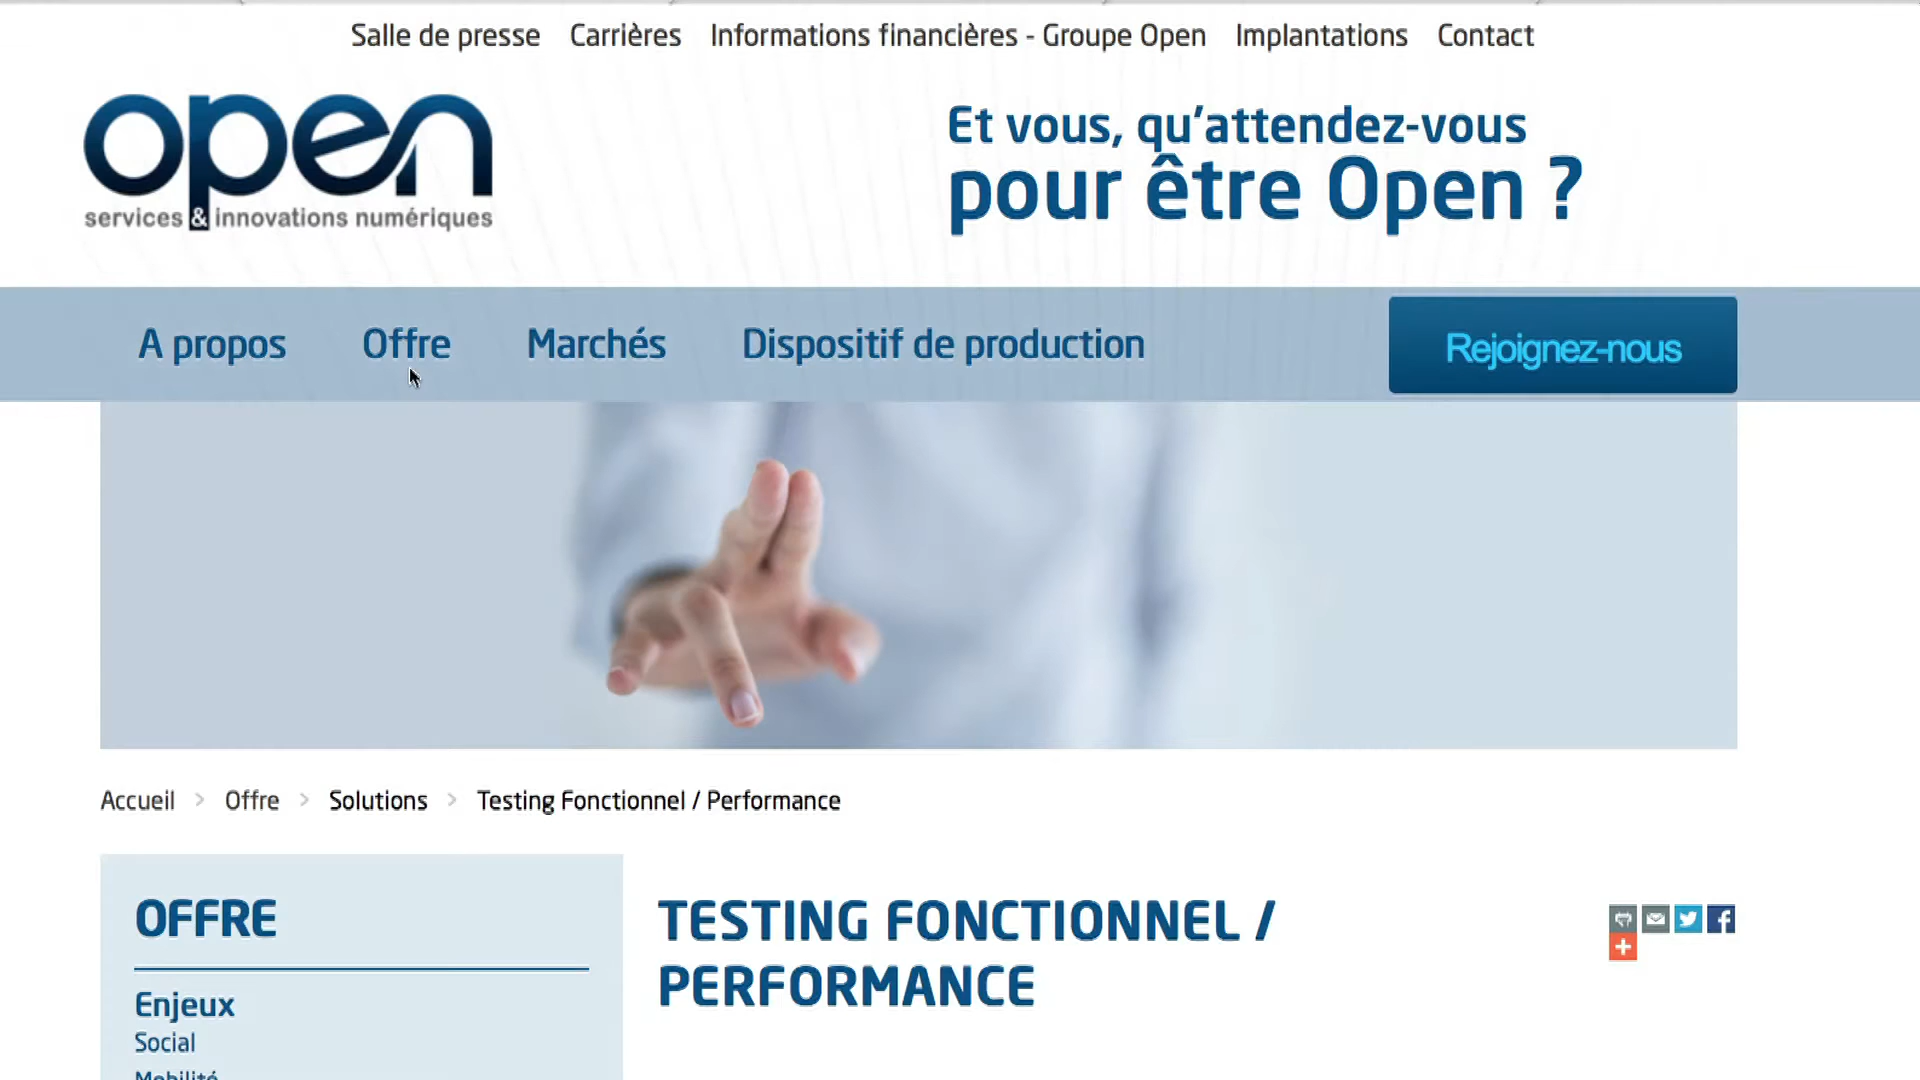 Salle de presse Carrières Informations financières - Groupe Open Implantations Contact
open
services & innovations numériques
Et vous, qu'attendez-vous
pour être Open ?
A propos Offre Marchés Dispositif de production Rejoignez-nous
Accueil > Offre > Solutions > Testing Fonctionnel / Performance
OFFRE
Enjeux
Social
Mobilité
TESTING FONCTIONNEL /
PERFORMANCE